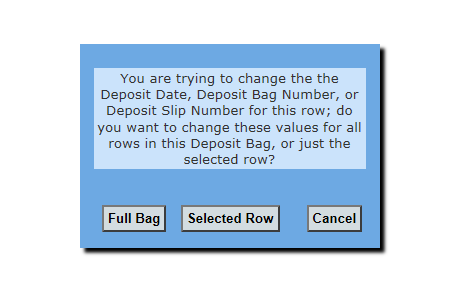 You are trying to change the the
Deposit Date, Deposit Bag Number, or
Deposit Slip Number for this row; do
you want to change these values for all
rows in this Deposit Bag, or just the
selected row?
Full Bag Selected Row Cancel